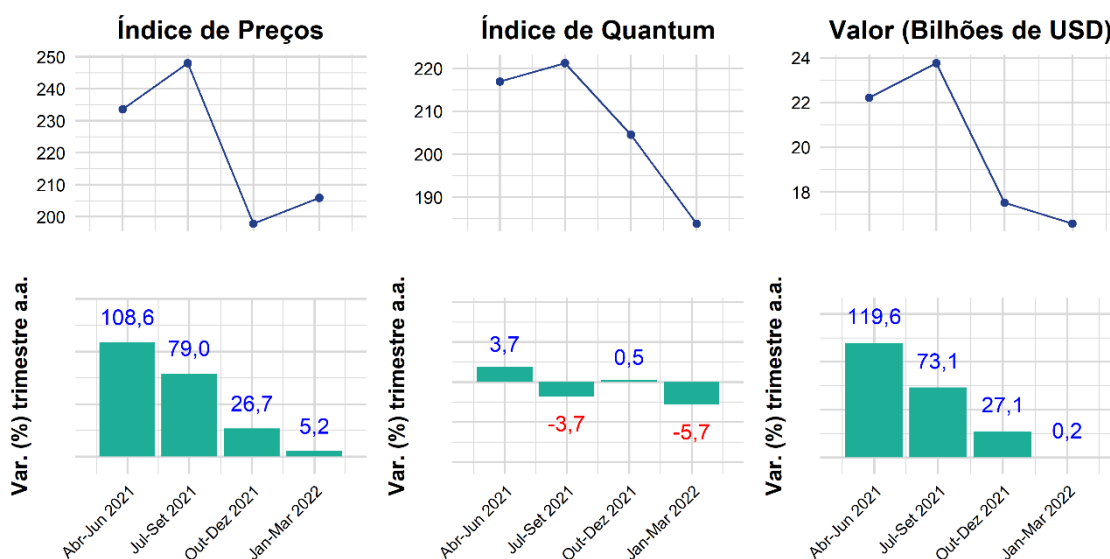 Índice de Preços
250
240
230
220
210
200
Índice de Quantum
220
210
200
190
Valor (Bilhões de USD)
24
22
20
18
Var. (%) trimestre a.a.
108,6
79,0
26,7
5,2
Abr-Jun 2021
Jul-Set 2021
Out-Dez 2021
Jan-Mar 2022
Var. (%) trimestre a.a.
3,7
-3,7
0,5
-5,7
Abr-Jun 2021
Jul-Set 2021
Out-Dez 2021
Jan-Mar 2022
Var. (%) trimestre a.a.
119,6
73,1
27,1
0,2
Abr-Jun 2021
Jul-Set 2021
Out-Dez 2021
Jan-Mar 2022